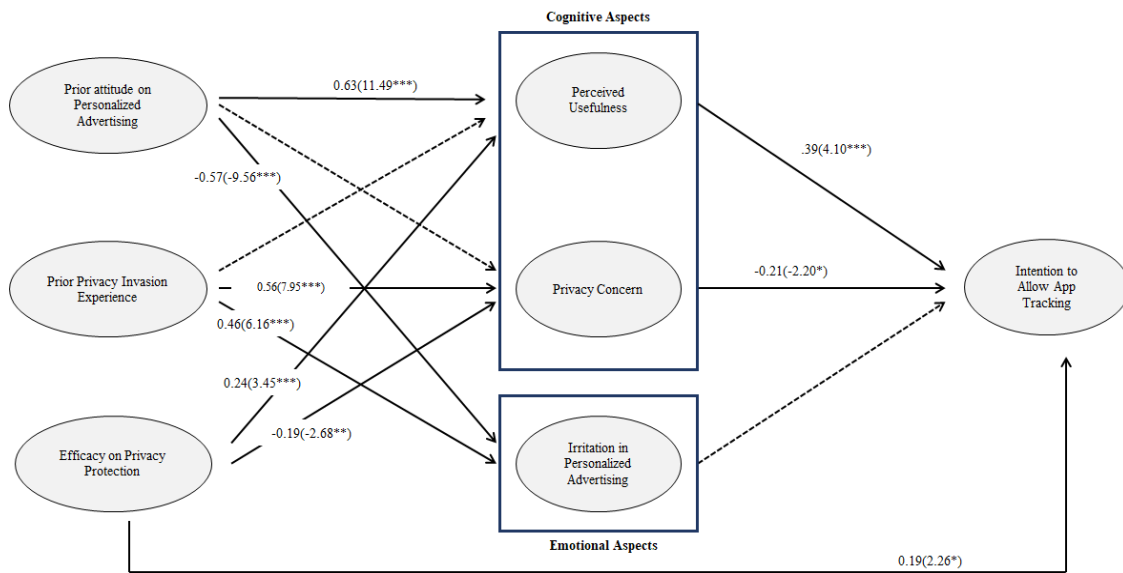 Cognitive Aspects
Prior attitude on
Personalized
Advertising
0.63(11.49***)
Perceived
Usefulness
-0.57(-9.56***)
.39(4.10***)
Prior Privacy Invasion
Experience
0.56(7.95***)
Privacy Concern
-0.21(-2.20*)
Intention to
Allow App
Tracking
0.46(6.16***)
0.24(3.45***)
-0.19(-2.68**)
Efficacy on Privacy
Protection
Irritation in
Personalized
Advertising
Emotional Aspects
0.19(2.26*)